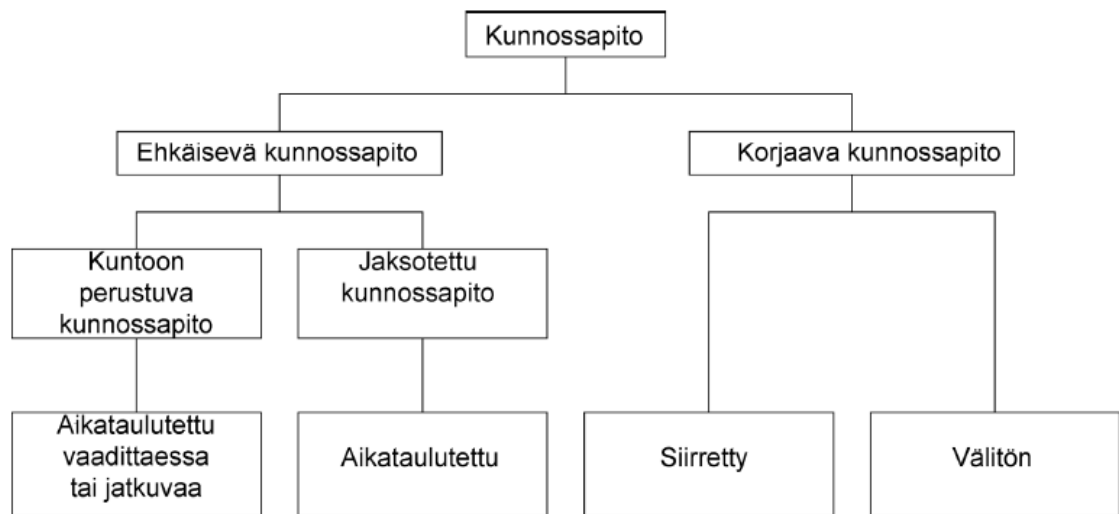 Kunnossapito
Ehkäisevä kunnossapito
Korjaava kunnossapito
Kuntoon
perustuva
kunnossapito
Jaksotettu
kunnossapito
Aikataulutettu
vaadittaessa
tai jatkuvaa
Aikataulutettu
Siirretty
Välitön